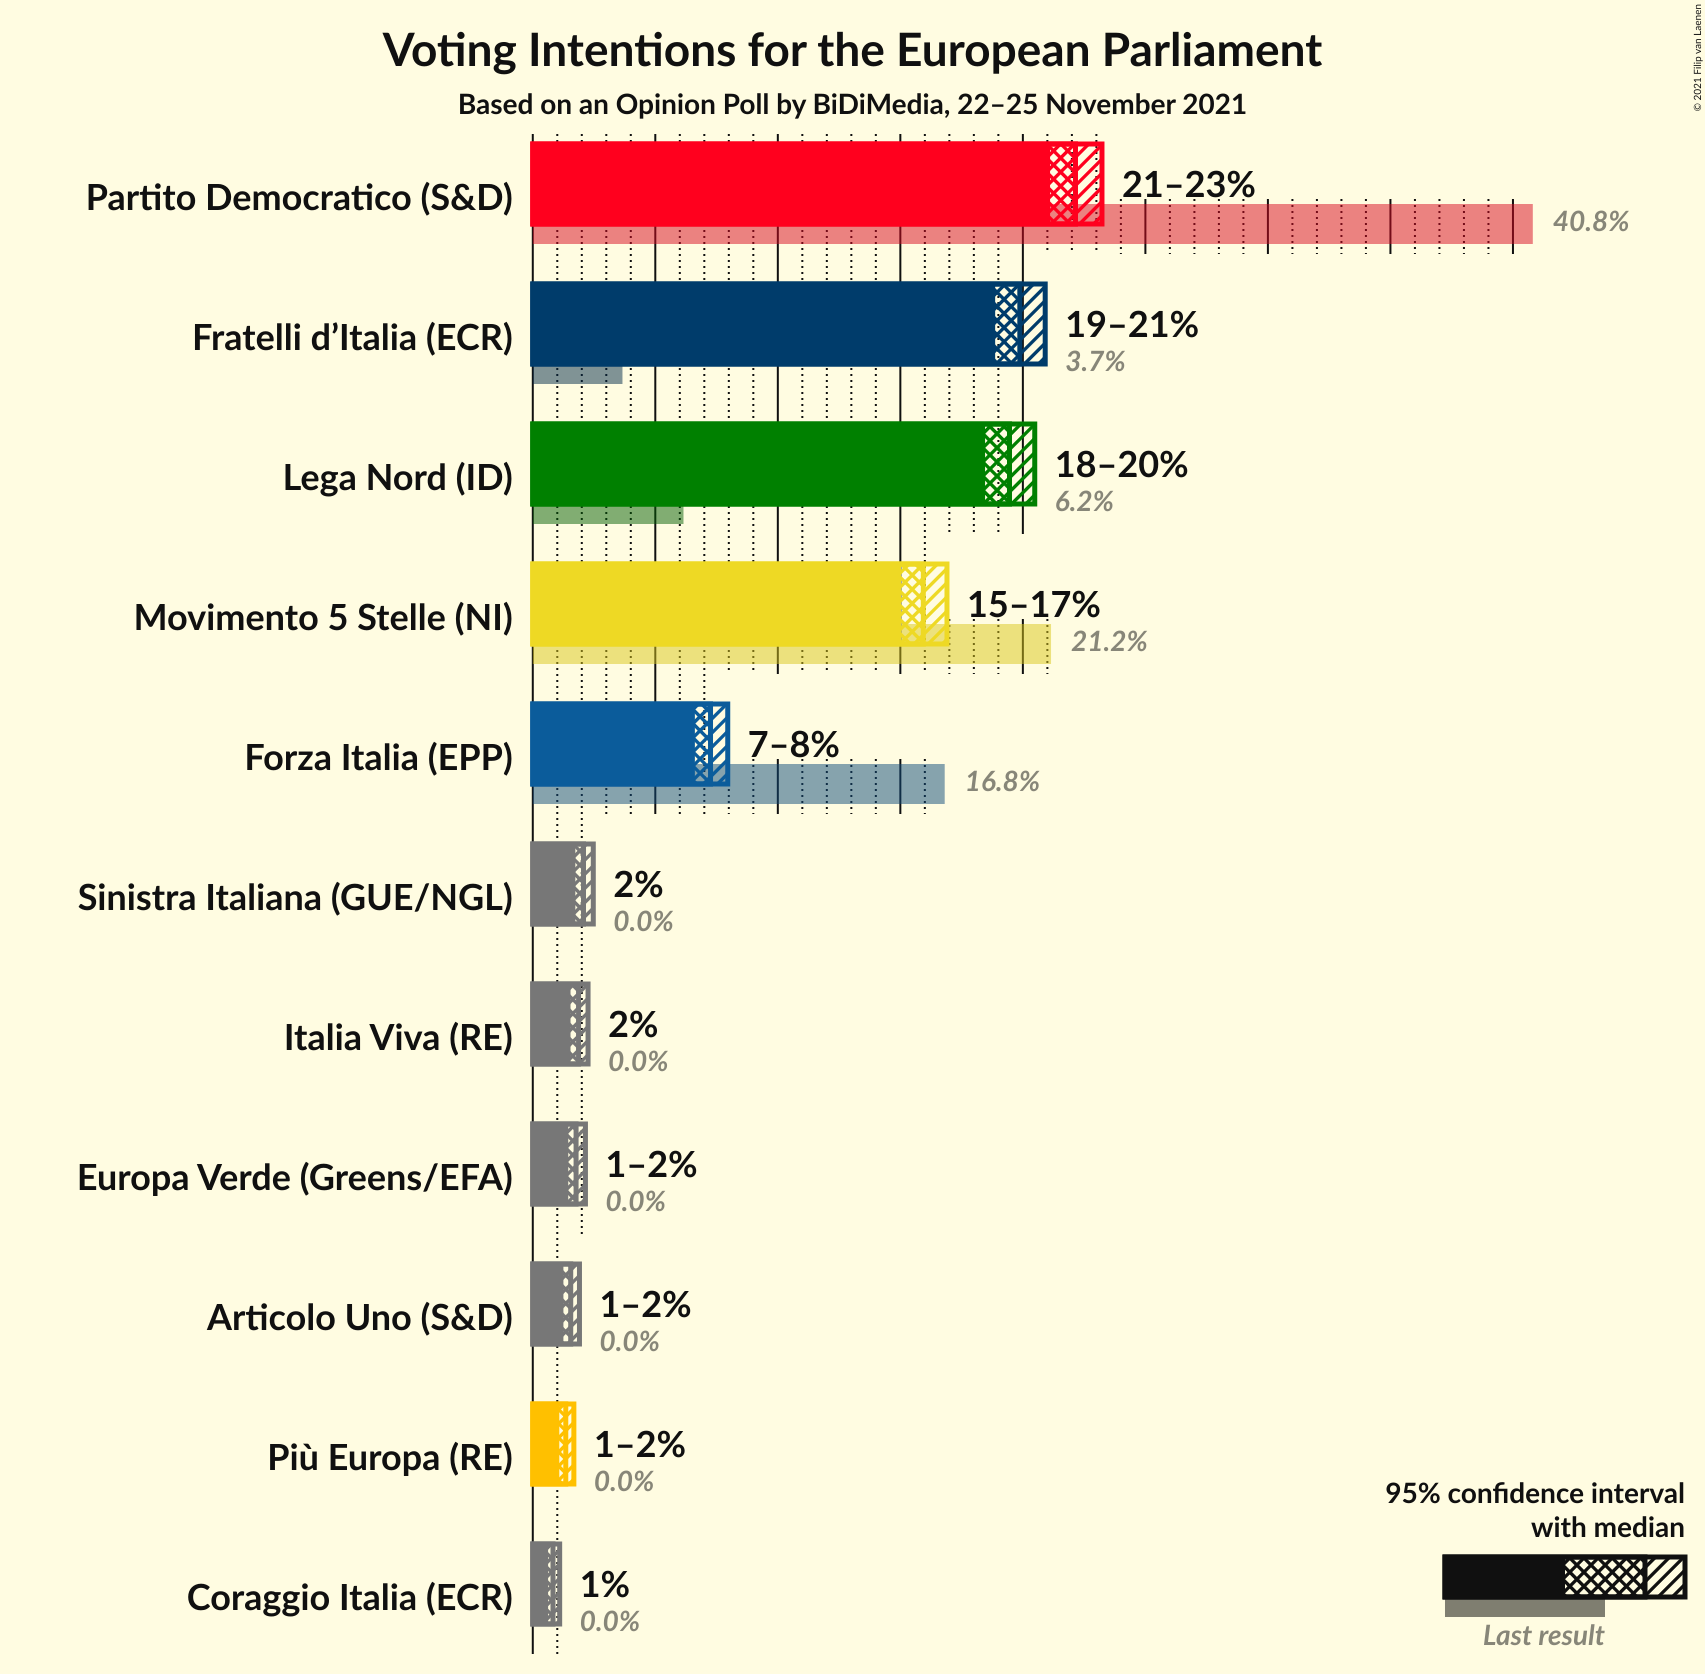 Voting Intentions for the European Parliament
Based on an Opinion Poll by BiDiMedia, 22–25 November 2021
© 2021 Filip van Laenen
Partito Democratico (S&D)
21–23%
40.8%
Fratelli d’Italia (ECR)
19–21%
3.7%
Lega Nord (ID)
18–20%
6.2%
Movimento 5 Stelle (NI)
15–17%
21.2%
Forza Italia (EPP)
7–8%
16.8%
Sinistra Italiana (GUE/NGL)
2%
0.0%
Italia Viva (RE)
2%
0.0%
Europa Verde (Greens/EFA)
1–2%
0.0%
Articolo Uno (S&D)
1–2%
0.0%
Più Europa (RE)
1–2%
0.0%
Coraggio Italia (ECR)
1%
0.0%
95% confidence interval
with median
Last result